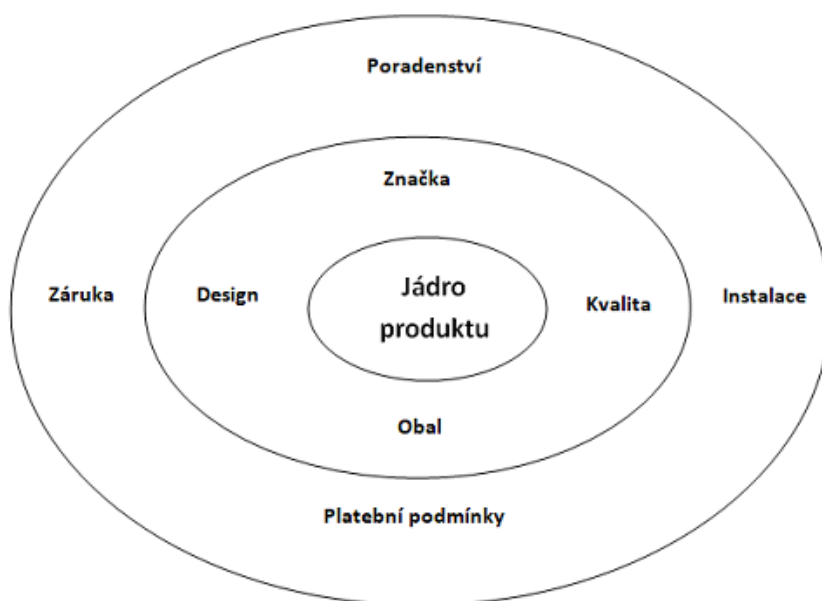 Poradenství
Značka
Záruka
Design
Jádro
produktu
Kvalita
Instalace
Obal
Platební podmínky